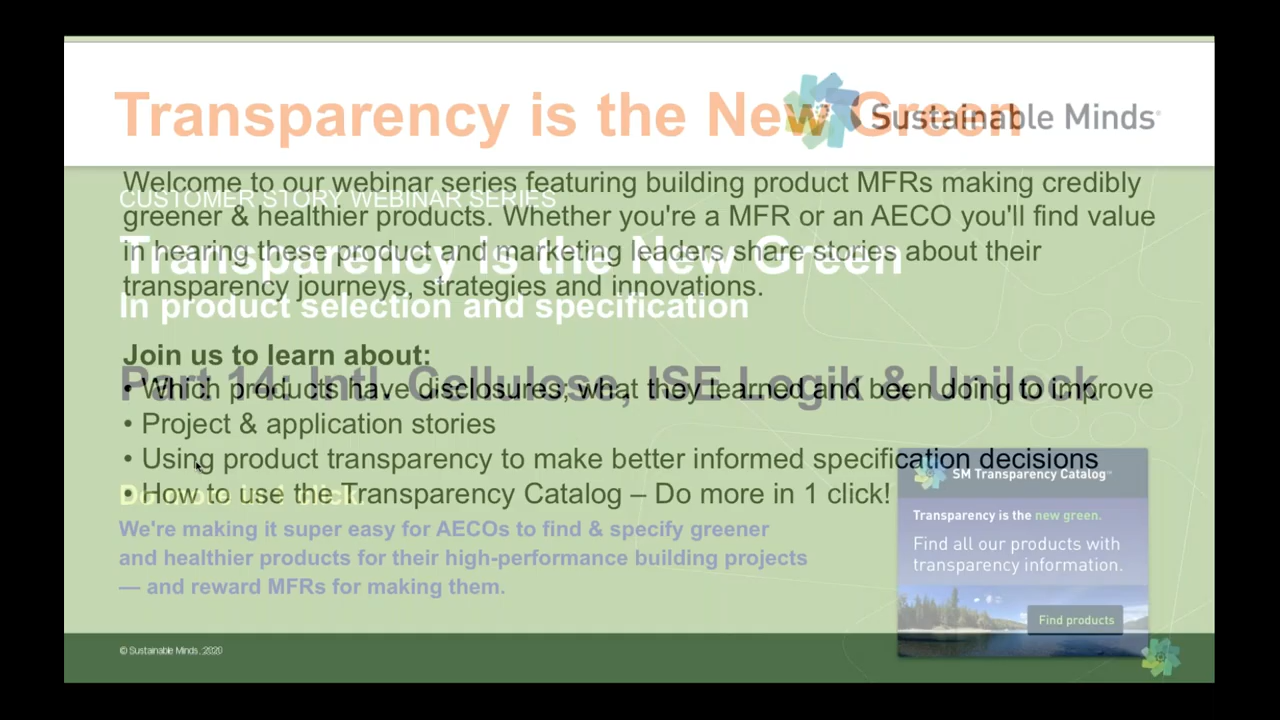 Transparency is the New Green
Sustainable Minds®
Welcome to our webinar series featuring building product MFRs making credibly
CUSTOMER STORY WEBINAR SERIES
greener & healthier products. Whether you're a MFR or an AECO you'll find value
in hearing these product and marketing leaders share stories about their
Transparency is the New Green
transparency journeys, strategies and innovations.
In product selection and specification
Join us to learn about:
Part 14: Intl. Cellulose, ISE Logik & Unilock
• Which products have disclosures; what they learned and been doing to improve
• Project & application stories
• Using product transparency to make better informed specification decisions
SM Transparency Catalog™
• How to use the Transparency Catalog – Do more in 1 click!
Do more in 1 click.
Transparency is the new green.
We're making it super easy for AECOs to find & specify greener
and healthier products for their high-performance building projects
— and reward MFRs for making them.
Find all our products with
transparency information.
Find products
© Sustainable Minds, 2020